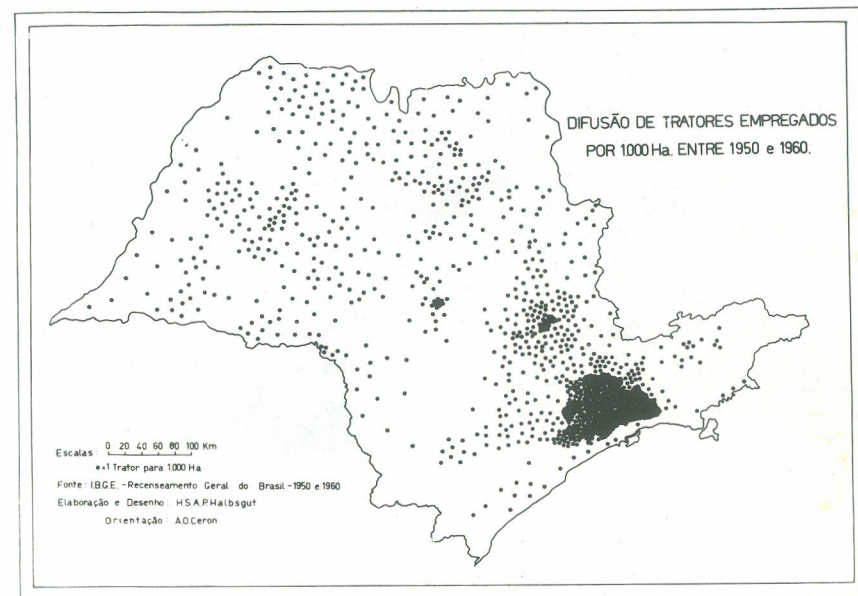 DIFUSÃO DE TRATORES EMPREGADOS
POR 1.000 Ha. ENTRE 1950 e 1960.
Escalas: 0 20 40 60 80 100 Km
•=1 Trator para 1.000 Ha
Fonte: I.B.G.E. - Recenseamento Geral do Brasil - 1950 e 1960
Elaboração e Desenho: H.S.A.P.Halbsgut
Orientação: A.O.Ceron